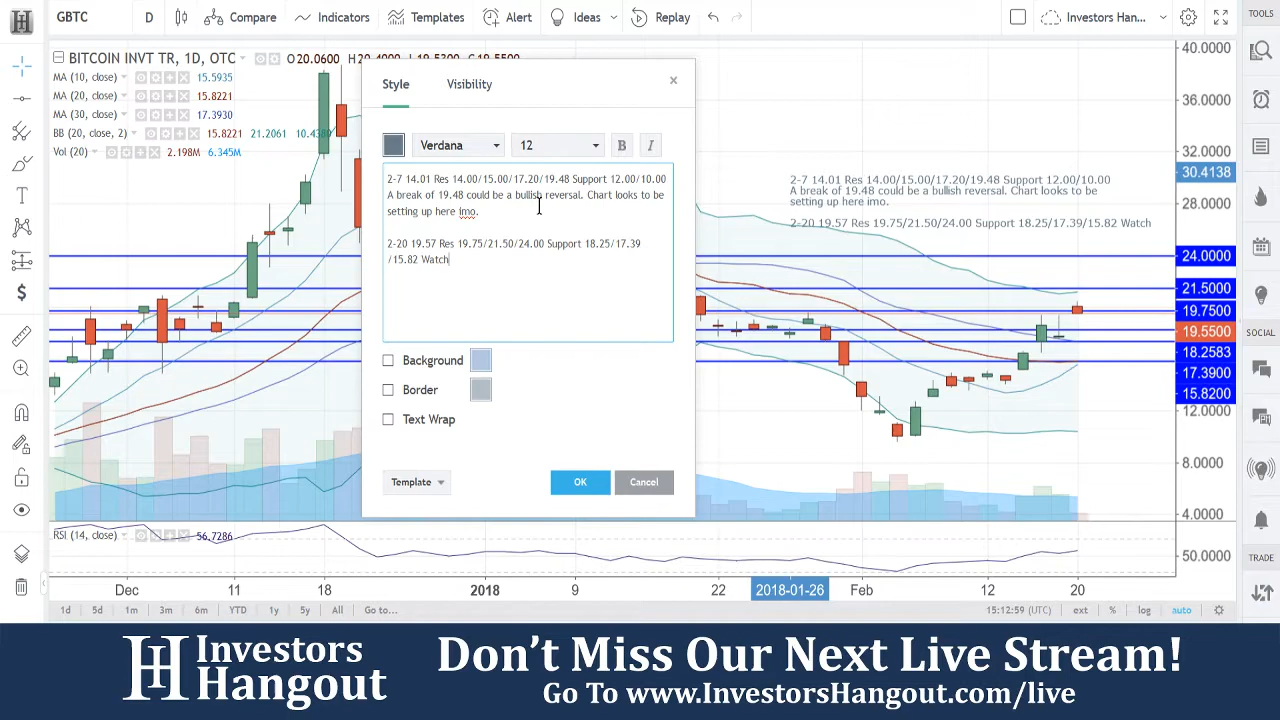 GBTC D Compare Indicators Templates Alert Ideas Replay Investors Han... TOOLS
BITCOIN INVT TR, 1D, OTC O20.0600
MA (10, close) 15.5935
MA (20, close) 15.8221
MA (30, close) 17.3930
BB (20, close, 2) 15.8221 21.2061
Vol (20) 2.198M 6.345M
Style Visibility ×
Verdana 12 B I
2-7 14.01 Res 14.00/15.00/17.20/19.48 Support 12.00/10.00
A break of 19.48 could be a bullish reversal. Chart looks to be
setting up here imo.
2-20 19.57 Res 19.75/21.50/24.00 Support 18.25/17.39
/15.82 Watch
Background
Border
Text Wrap
Template OK Cancel
2-7 14.01 Res 14.00/15.00/17.20/19.48 Support 12.00/10.00
A break of 19.48 could be a bullish reversal. Chart looks to be
setting up here imo.
2-20 19.57 Res 19.75/21.50/24.00 Support 18.25/17.39/15.82 Watch
40.0000
36.0000
30.4138
28.0000
24.0000
21.5000
19.7500
19.5500
18.2583
17.3900
15.8200
12.0000
8.0000
4.0000
50.0000
SOCIAL
TRADE
RSI (14, close) 56.7286
Dec 11 18 2018 9 22 2018-01-26 Feb 12 20
1d 5d 1m 3m 6m YTD 1y 5y All Go to... 15:12:59 (UTC) ext % log auto
IH Investors
Hangout
Don't Miss Our Next Live Stream!
Go To www.InvestorsHangout.com/live